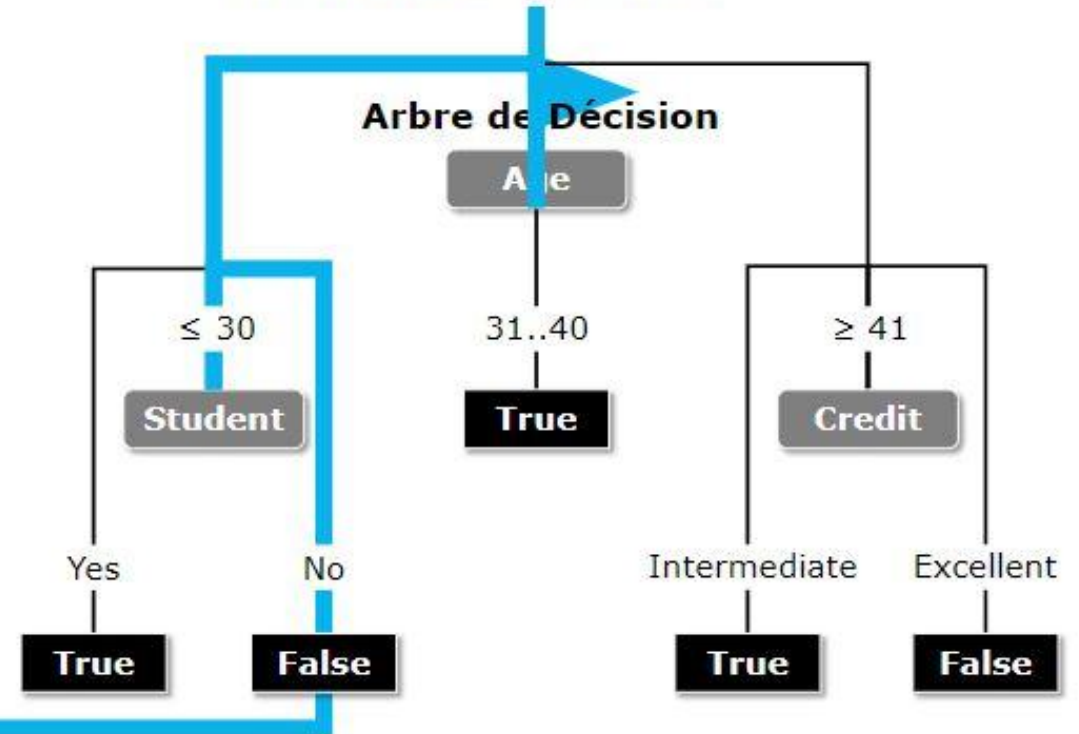 Arbre de Décision
Age
≤ 30
31..40
≥ 41
Student
True
Credit
Yes
No
Intermediate
Excellent
True
False
True
False